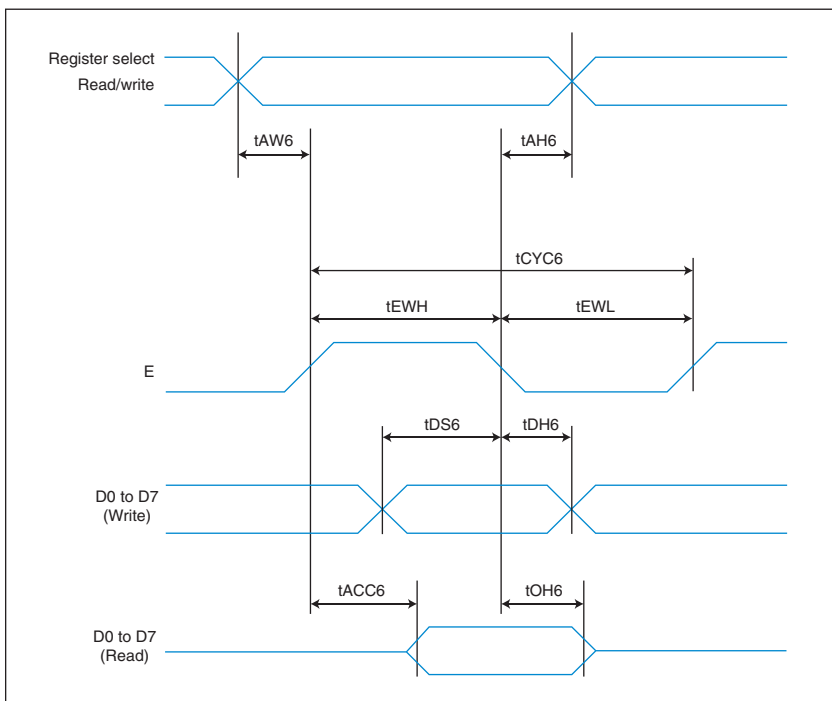 Register select
Read/write
tAW6
tAH6
tCYC6
tEWH
tEWL
E
tDS6
tDH6
D0 to D7
(Write)
tACC6
tOH6
D0 to D7
(Read)